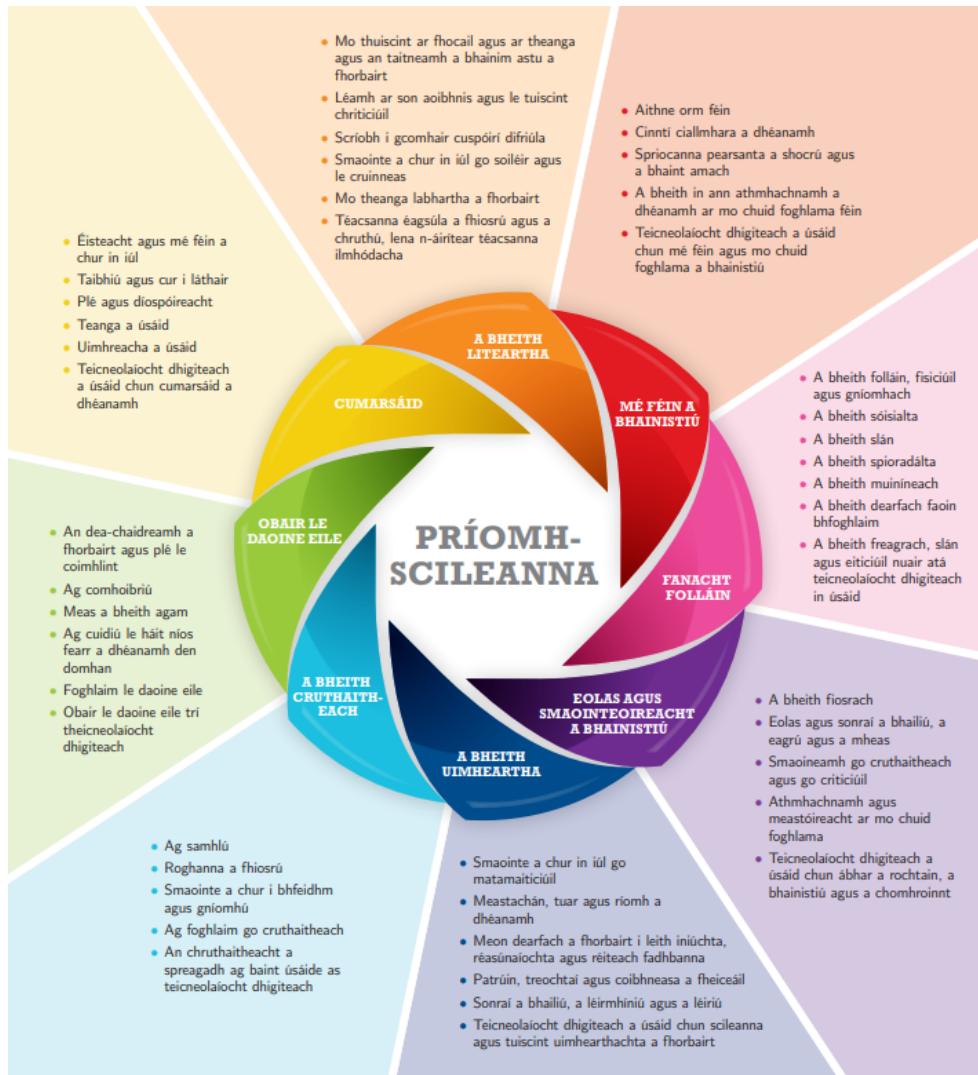 • Mo thuiscint ar fhocail agus ar theanga
agus an taitneamh a bhainim astu a
fhorbairt
• Léamh ar son aoibhnis agus le tuiscint
chriticiúil
• Scríobh i gcomhair cuspóirí difriúla
• Smaointe a chur in iúl go soiléir agus
le cruinneas
• Mo theanga labhartha a fhorbairt
• Téacsanna éagsúla a fhiosrú agus a
chruthú, lena n-áirítear téacsanna
ilmhódacha
• Aithne orm féin
• Cinntí ciallmhara a dhéanamh
• Spriocanna pearsanta a shocrú agus
a bhaint amach
• A bheith in ann athmhachnamh a
dhéanamh ar mo chuid foghlama féin
• Teicneolaíocht dhigiteach a úsáid
chun mé féin agus mo chuid
foghlama a bhainistiú
• Éisteacht agus mé féin a
chur in iúl
• Taibhiú agus cur i láthair
• Plé agus díospóireacht
• Teanga a úsáid
• Uimhreacha a úsáid
• Teicneolaíocht dhigiteach
a úsáid chun cumarsáid a
dhéanamh
• A bheith folláin, fisiciúil
agus gníomhach
• A bheith sóisialta
• A bheith slán
• A bheith spioradálta
• A bheith muiníneach
• A bheith dearfach faoin
bhfoghlaim
• A bheith freagrach, slán
agus eiticiúil nuair atá
teicneolaíocht dhigiteach
in úsáid
A BHEITH
LITEARTHA
MÉ FÉIN A
BHAINISTIÚ
CUMARSÁID
OBAIR LE
DAOINE EILE
PRÍOMH-
SCILEANNA
FANACHT
FOLLÁIN
A BHEITH
CRUTHAITH-
EACH
EOLAS AGUS
SMAOINTEOIREACHT
A BHAINISTIÚ
A BHEITH
UIMHEARTHA
• An dea-chaidreamh a
fhorbairt agus plé le
coimhlint
• Ag comhoibriú
• Meas a bheith agam
• Ag cuidiú le háit níos
fearr a dhéanamh den
domhan
• Foghlaim le daoine eile
• Obair le daoine eile trí
theicneolaíocht
dhigiteach
• A bheith fiosrach
• Eolas agus sonraí a bhailiú, a
eagrú agus a mheas
• Smaoineamh go cruthaitheach
agus go criticiúil
• Athmhachnamh agus
meastóireacht ar mo chuid
foghlama
• Teicneolaíocht dhigiteach a
úsáid chun ábhar a rochtain, a
bhainistiú agus a chomhroinnt
• Ag samhlú
• Roghanna a fhiosrú
• Smaointe a chur i bhfeidhm
agus gníomhú
• Ag foghlaim go cruthaitheach
• An chruthaitheacht a
spreagadh ag baint úsáide as
teicneolaíocht dhigiteach
• Smaointe a chur in iúl go
matamaiticiúil
• Meastachán, tuar agus ríomh a
dhéanamh
• Meon dearfach a fhorbairt i leith iniúchta,
réasúnaíochta agus réiteach fadhbanna
• Patrúin, treochtaí agus coibhneasa a fheiceáil
• Sonraí a bhailiú, a léirmhíniú agus a léiriú
• Teicneolaíocht dhigiteach a úsáid chun scileanna
agus tuiscint uimhearthachta a fhorbairt